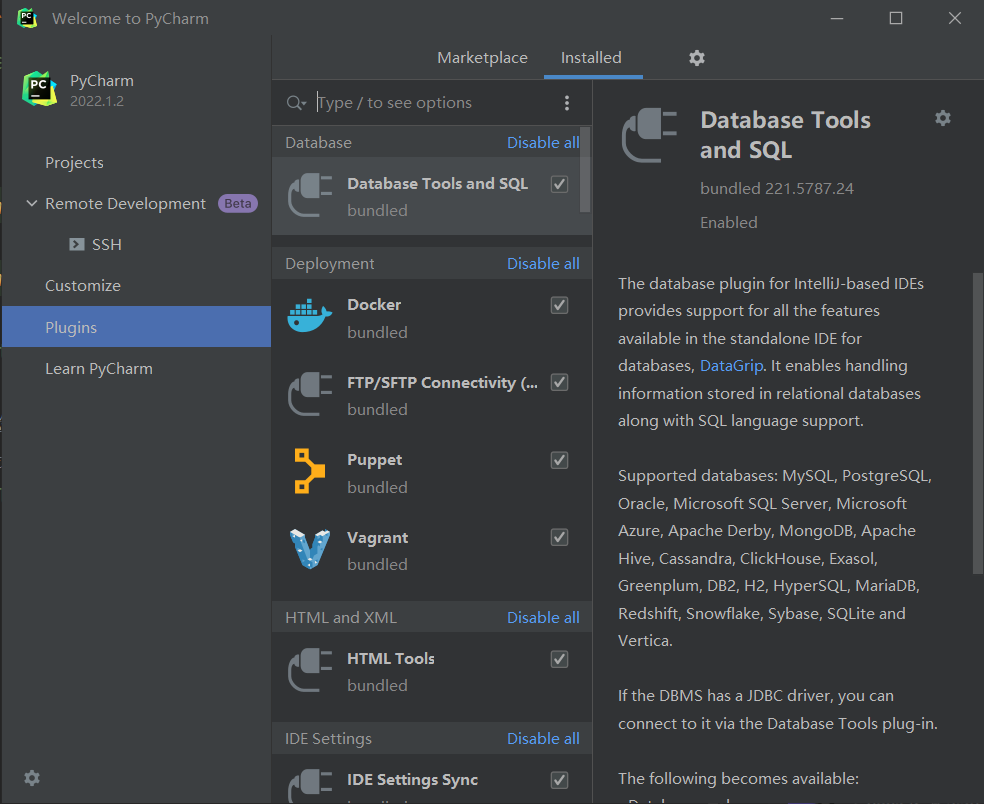 Welcome to PyCharm
PyCharm
2022.1.2
Projects
Remote Development Beta
SSH
Customize
Plugins
Learn PyCharm
Marketplace Installed
Type / to see options
Database Disable all
Database Tools and SQL
bundled
Deployment Disable all
Docker
bundled
FTP/SFTP Connectivity (...
bundled
Puppet
bundled
Vagrant
bundled
HTML and XML Disable all
HTML Tools
bundled
IDE Settings Disable all
IDE Settings Sync
Database Tools
and SQL
bundled 221.5787.24
Enabled
The database plugin for IntelliJ-based IDEs
provides support for all the features
available in the standalone IDE for
databases, DataGrip. It enables handling
information stored in relational databases
along with SQL language support.
Supported databases: MySQL, PostgreSQL,
Oracle, Microsoft SQL Server, Microsoft
Azure, Apache Derby, MongoDB, Apache
Hive, Cassandra, ClickHouse, Exasol,
Greenplum, DB2, H2, HyperSQL, MariaDB,
Redshift, Snowflake, Sybase, SQLite and
Vertica.
If the DBMS has a JDBC driver, you can
connect to it via the Database Tools plug-in.
The following becomes available: